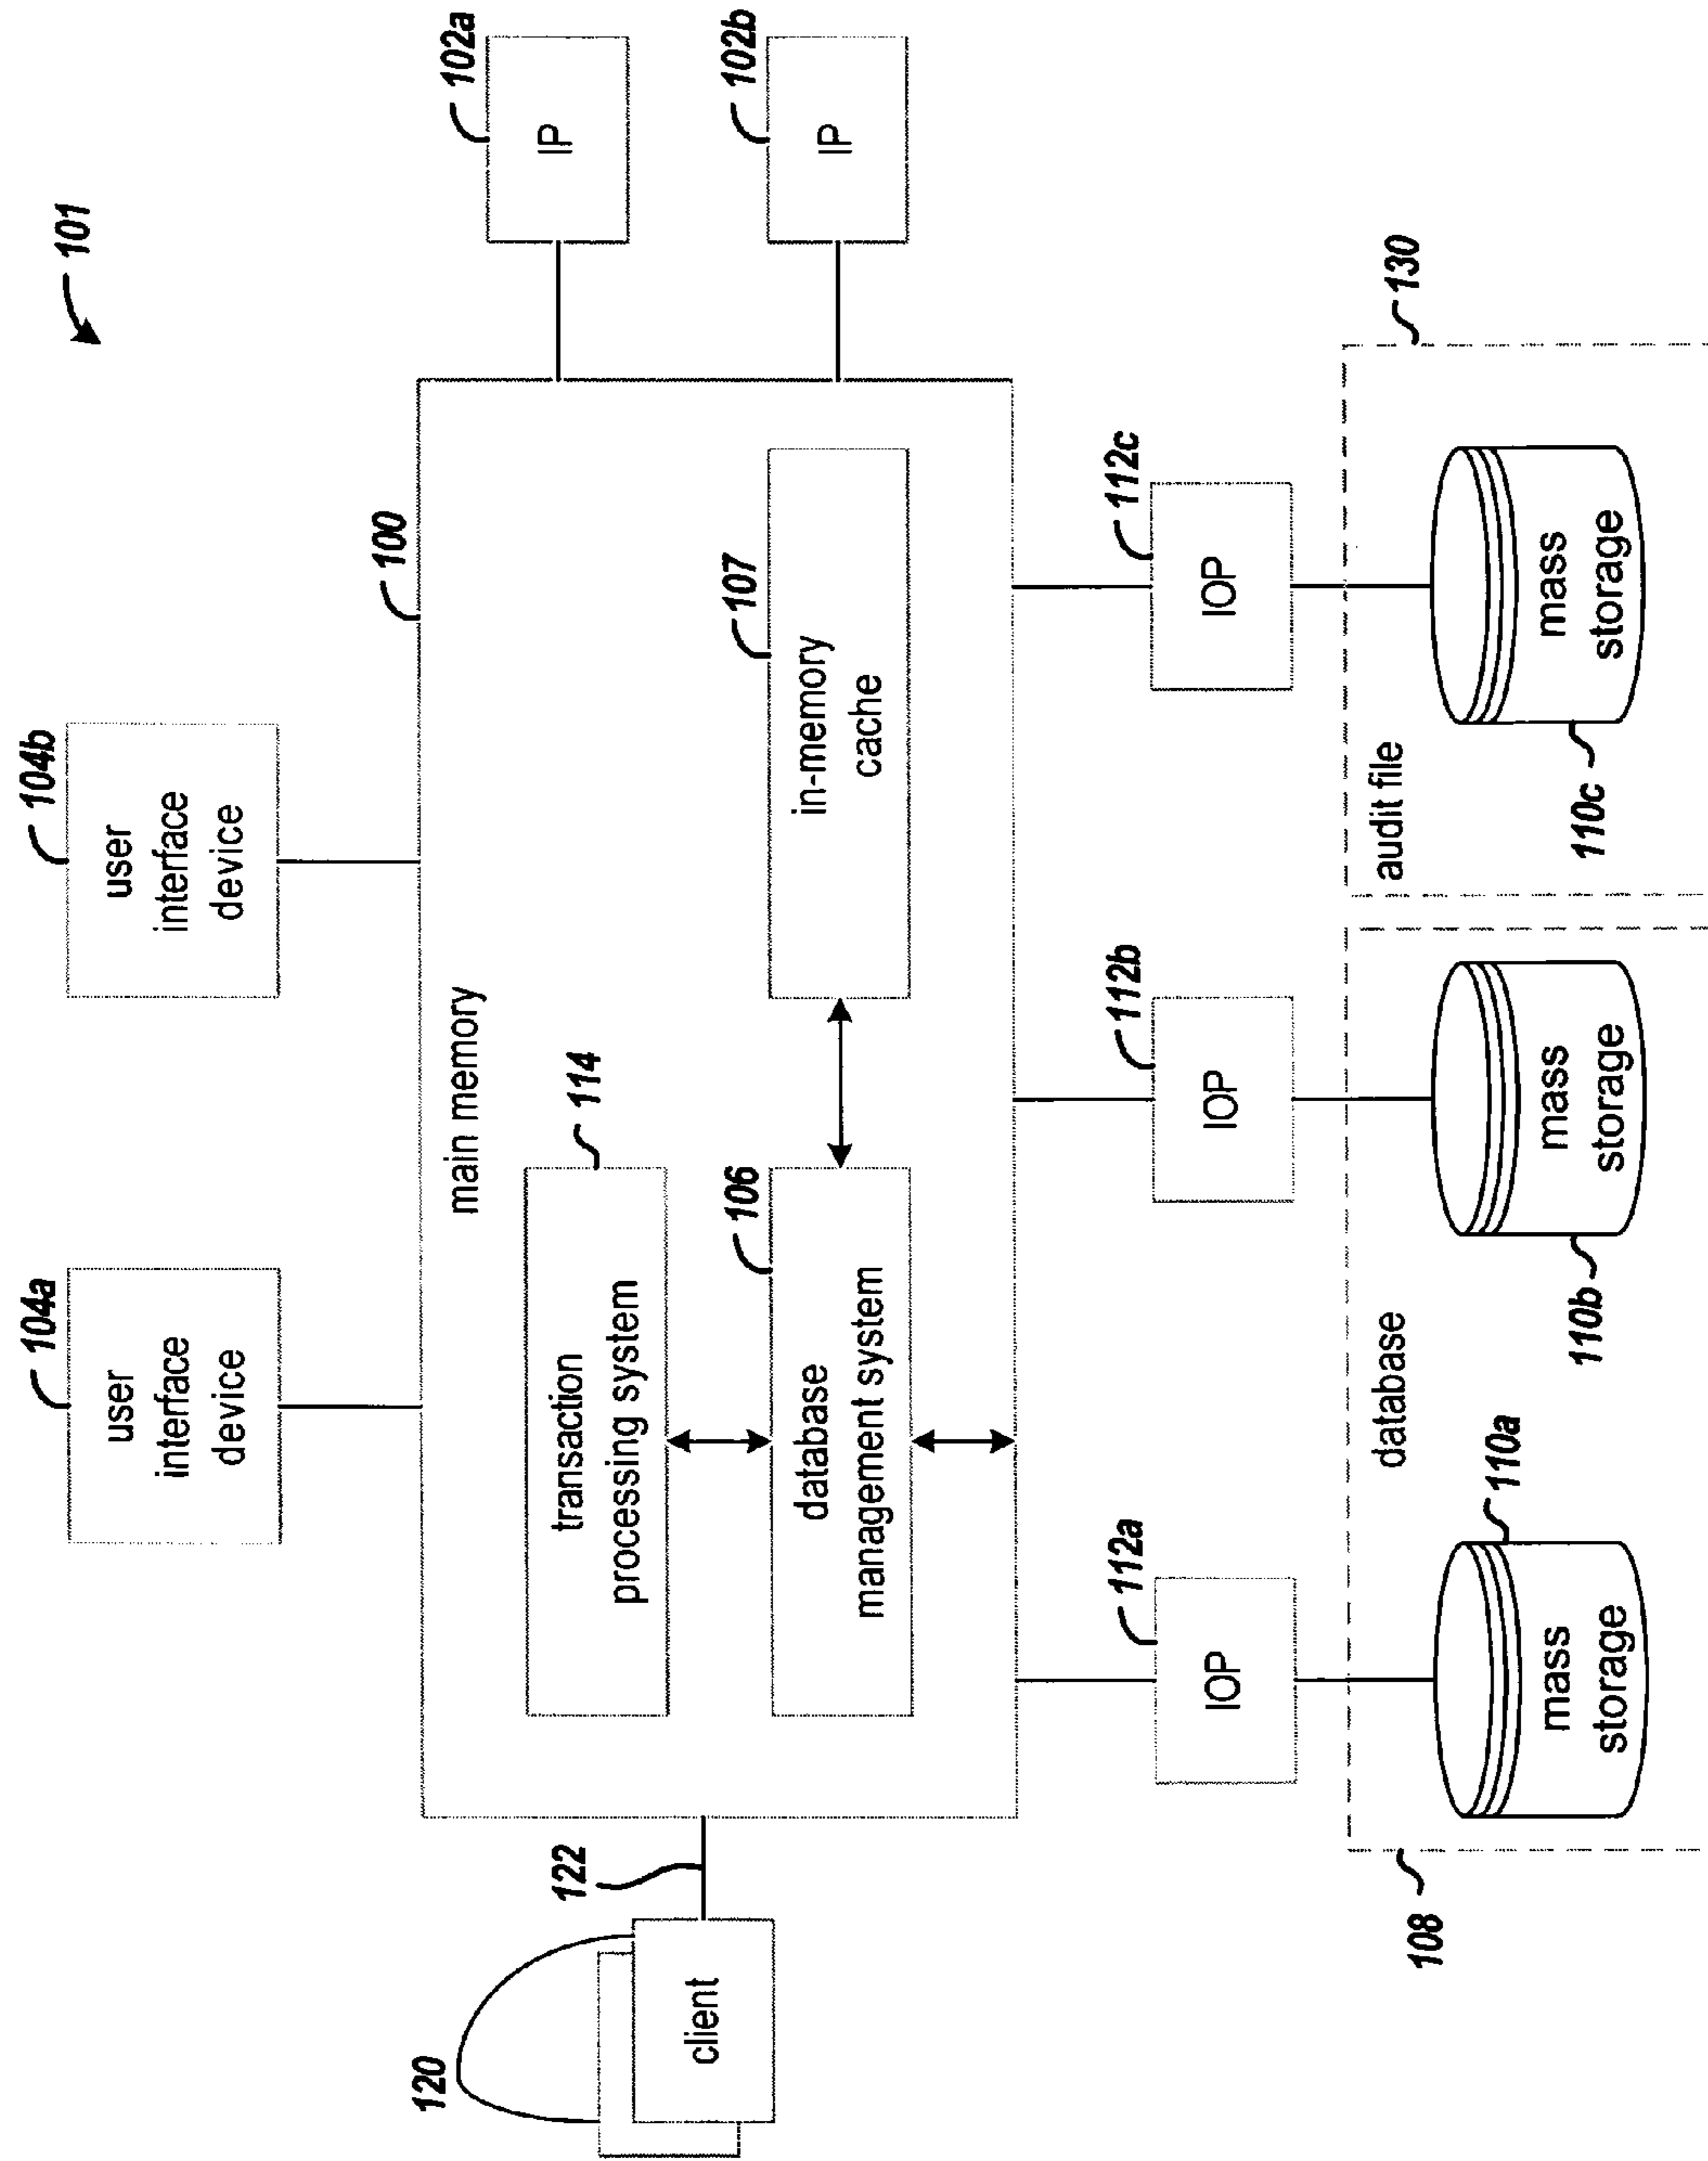 101
104a
user
interface
device
104b
user
interface
device
100
main memory
102a
IP
102b
IP
114
transaction
processing system
106
database
management system
107
in-memory
cache
120
client
122
112a
IOP
112b
IOP
112c
IOP
108
database
110a
mass
storage
110b
mass
storage
130
audit file
110c
mass
storage